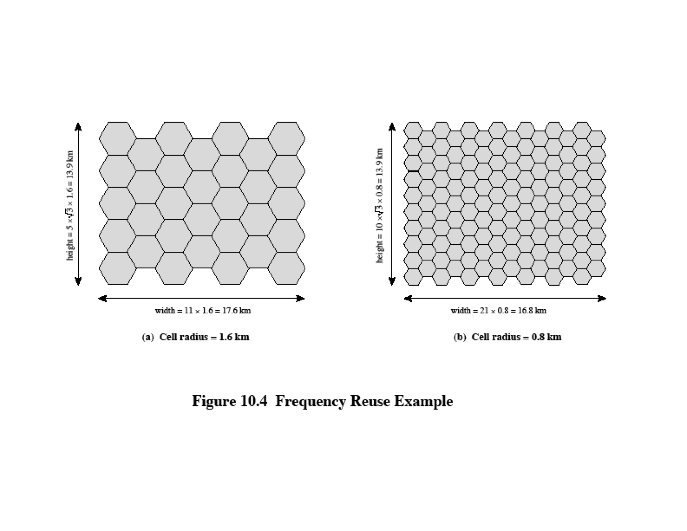 height = 5 ×√3 × 1.6 = 13.9 km
width = 11 × 1.6 = 17.6 km
(a) Cell radius = 1.6 km
height = 10 ×√3 × 0.8 = 13.9 km
width = 21 × 0.8 = 16.8 km
(b) Cell radius = 0.8 km
Figure 10.4 Frequency Reuse Example